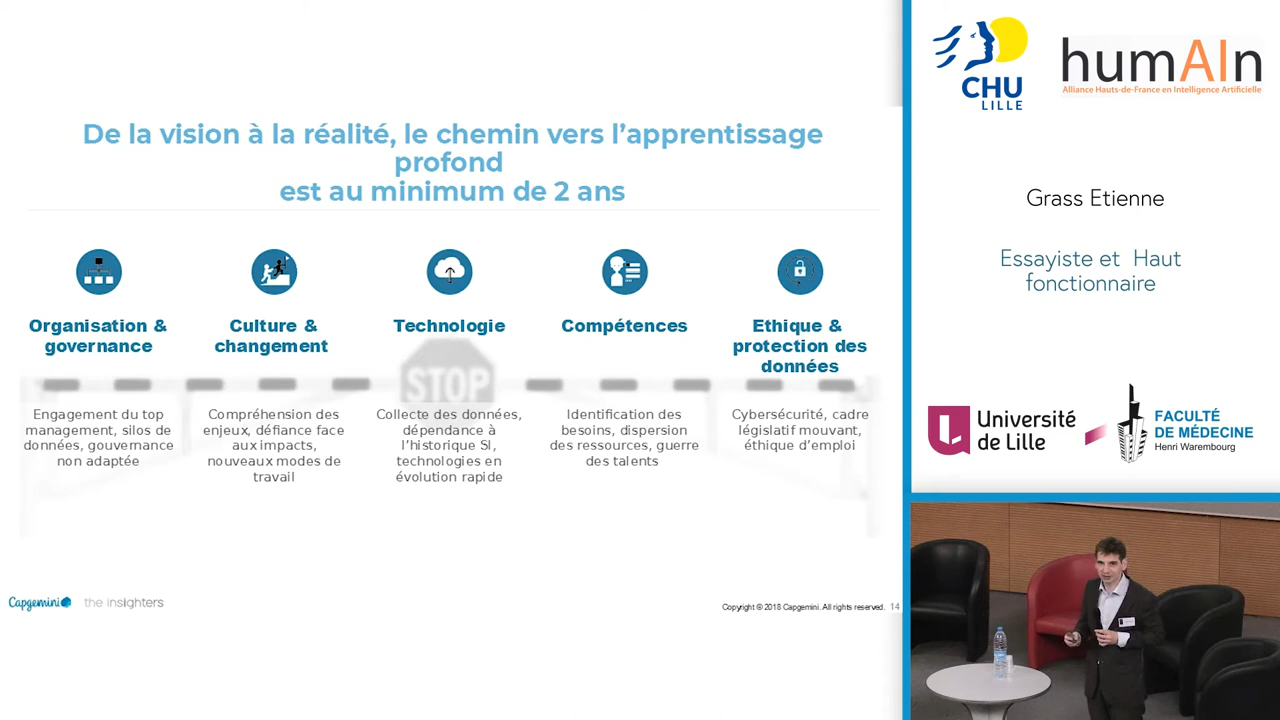 De la vision à la réalité, le chemin vers l’apprentissage
profond
est au minimum de 2 ans
Organisation &
governance
Culture &
changement
Technologie
Compétences
Ethique &
protection des
données
STOP
Engagement du top
management, silos de
données, gouvernance
non adaptée
Compréhension des
enjeux, défiance face
aux impacts,
nouveaux modes de
travail
Collecte des données,
dépendance à
l’historique SI,
technologies en
évolution rapide
Identification des
besoins, dispersion
des ressources, guerre
des talents
Cybersécurité, cadre
législatif mouvant,
éthique d’emploi
Capgemini
the insighters
Copyright © 2018 Capgemini. All rights reserved. 14
CHU
LILLE
humAIn
Alliance Hauts-de-France en Intelligence Artificielle
Grass Etienne
Essayiste et Haut
fonctionnaire
Université
de Lille
FACULTÉ
DE MÉDECINE
Henri Warembourg